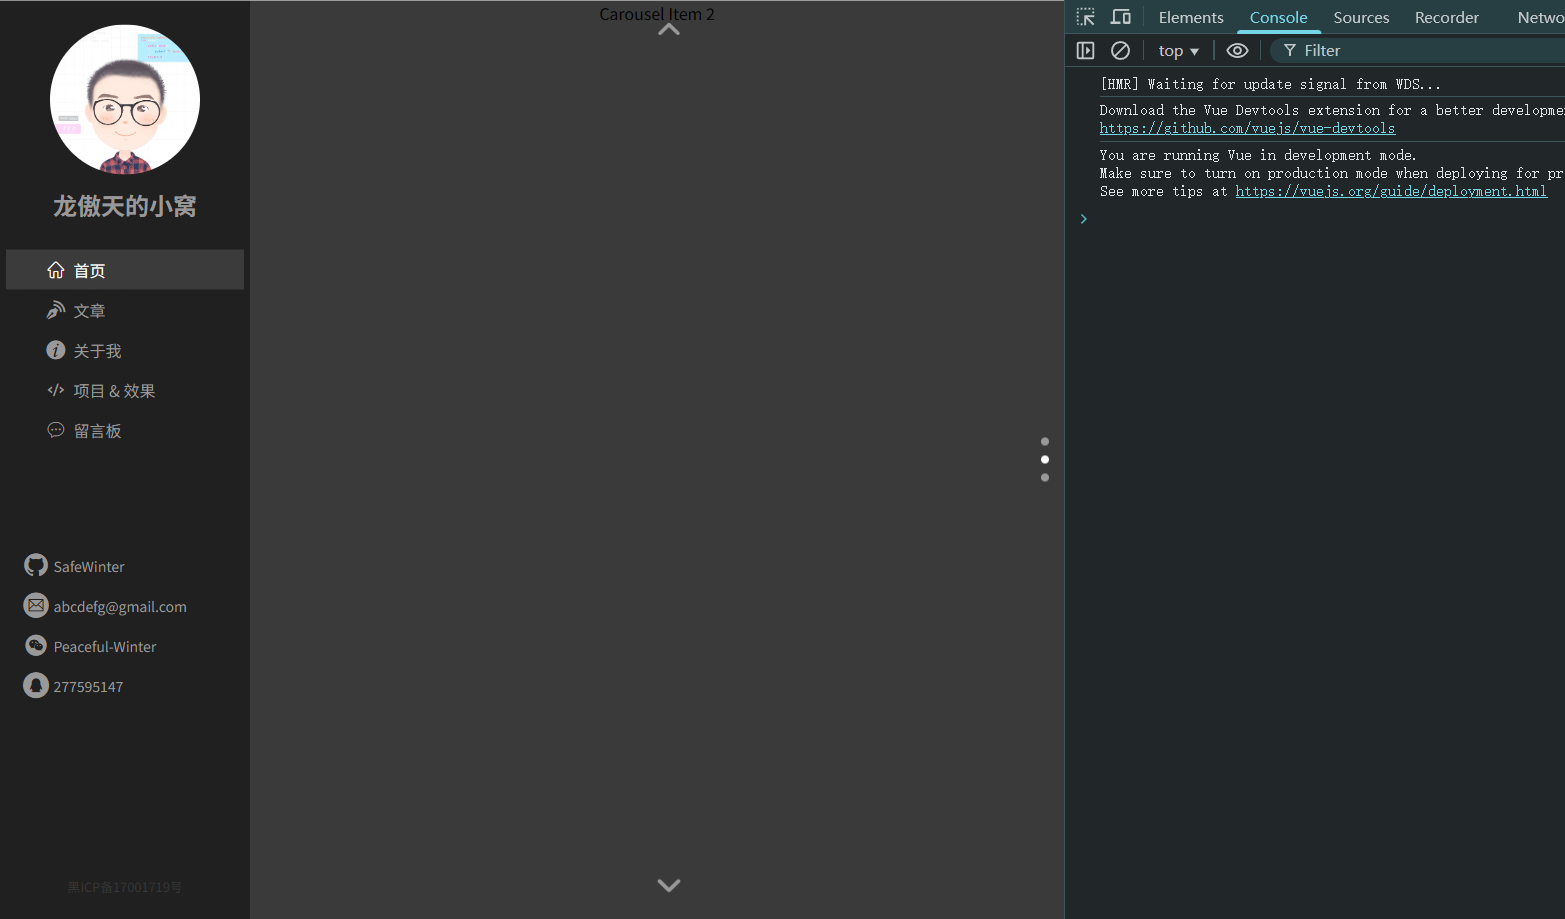 龙傲天的小窝
首页
文章
关于我
项目 & 效果
留言板
SafeWinter
abcdefg@gmail.com
Peaceful-Winter
277595147
黑ICP备17001719号
Carousel Item 2
Elements Console Sources Recorder Netwo
top Filter
[HMR] Waiting for update signal from WDS...
Download the Vue Devtools extension for a better developme
https://github.com/vuejs/vue-devtools
You are running Vue in development mode.
Make sure to turn on production mode when deploying for pr
See more tips at https://vuejs.org/guide/deployment.html